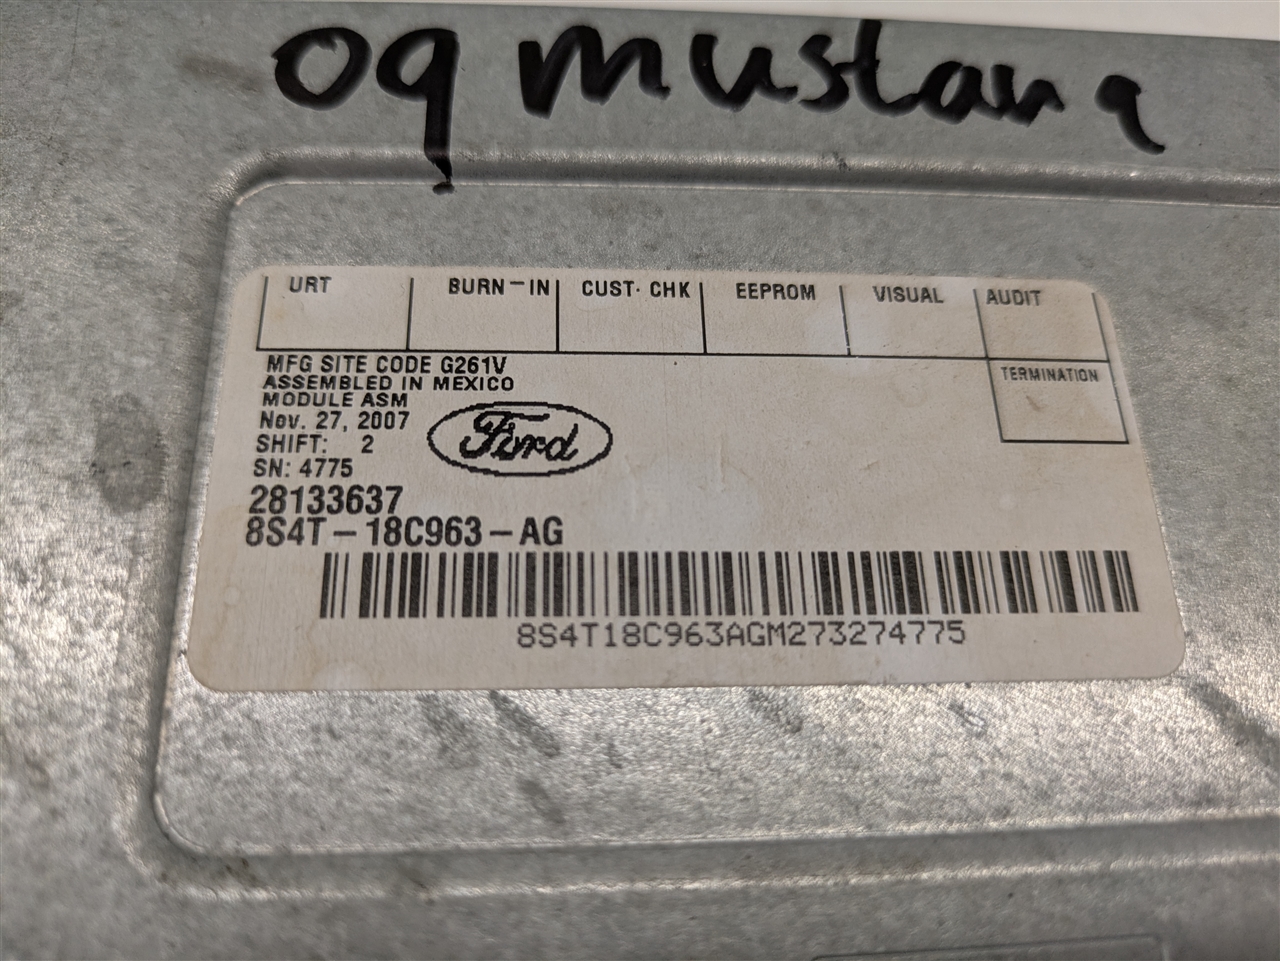 09 mustang
URT BURN-IN CUST. CHK EEPROM VISUAL AUDIT
TERMINATION
MFG SITE CODE G261V
ASSEMBLED IN MEXICO
MODULE ASM
Nov. 27, 2007
SHIFT: 2
SN: 4775
Ford
28133637
8S4T-18C963-AG
8S4T18C963AGM273274775